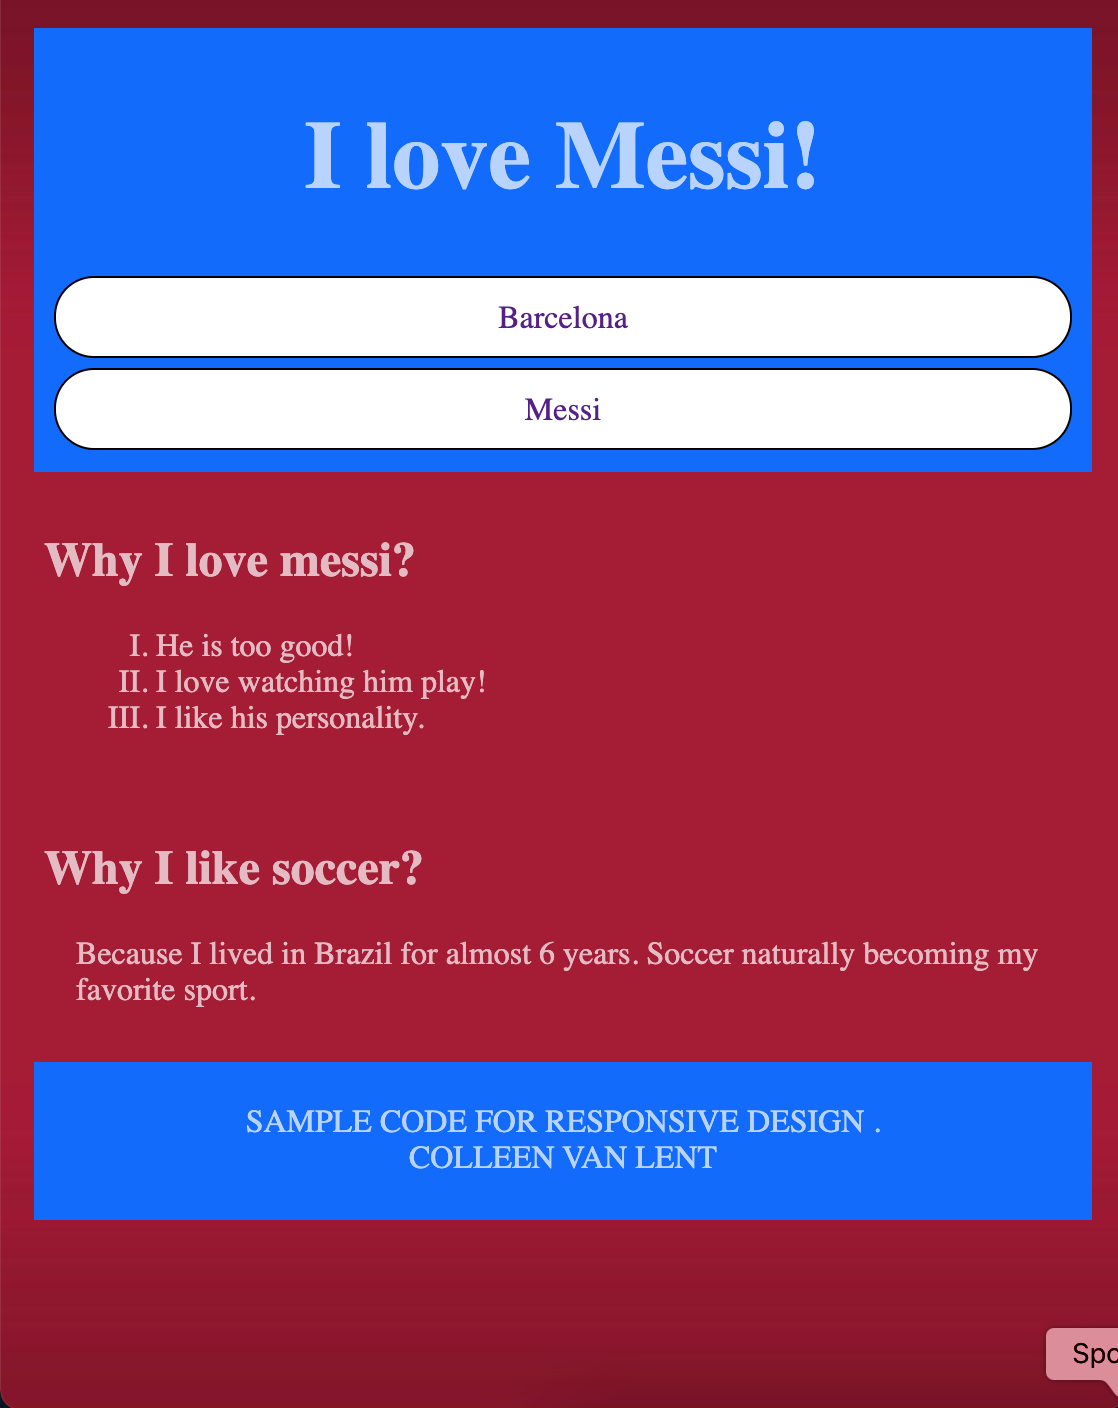 I love Messi!
Barcelona
Messi
Why I love messi?
I. He is too good!
II. I love watching him play!
III. I like his personality.
Why I like soccer?
Because I lived in Brazil for almost 6 years. Soccer naturally becoming my
favorite sport.
SAMPLE CODE FOR RESPONSIVE DESIGN .
COLLEEN VAN LENT